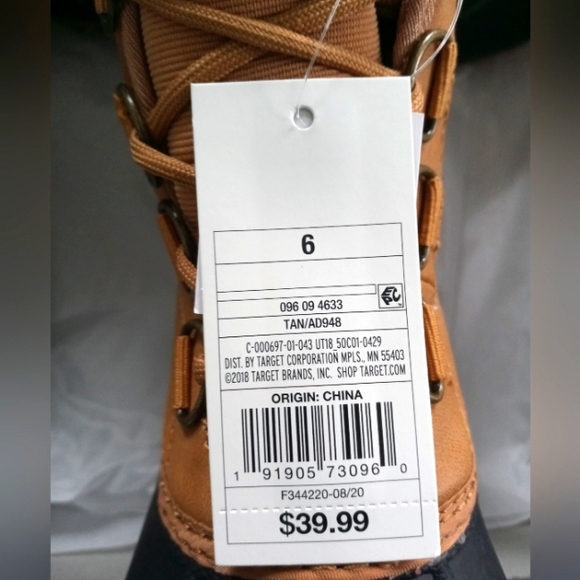 6
096 09 4633
TAN/AD948
C-000697-01-043 UT18_50C01-0429
DIST. BY TARGET CORPORATION MPLS., MN 55403
©2018 TARGET BRANDS, INC. SHOP TARGET.COM
ORIGIN: CHINA
1 91905 73096 0
F344220-08/20
$39.99